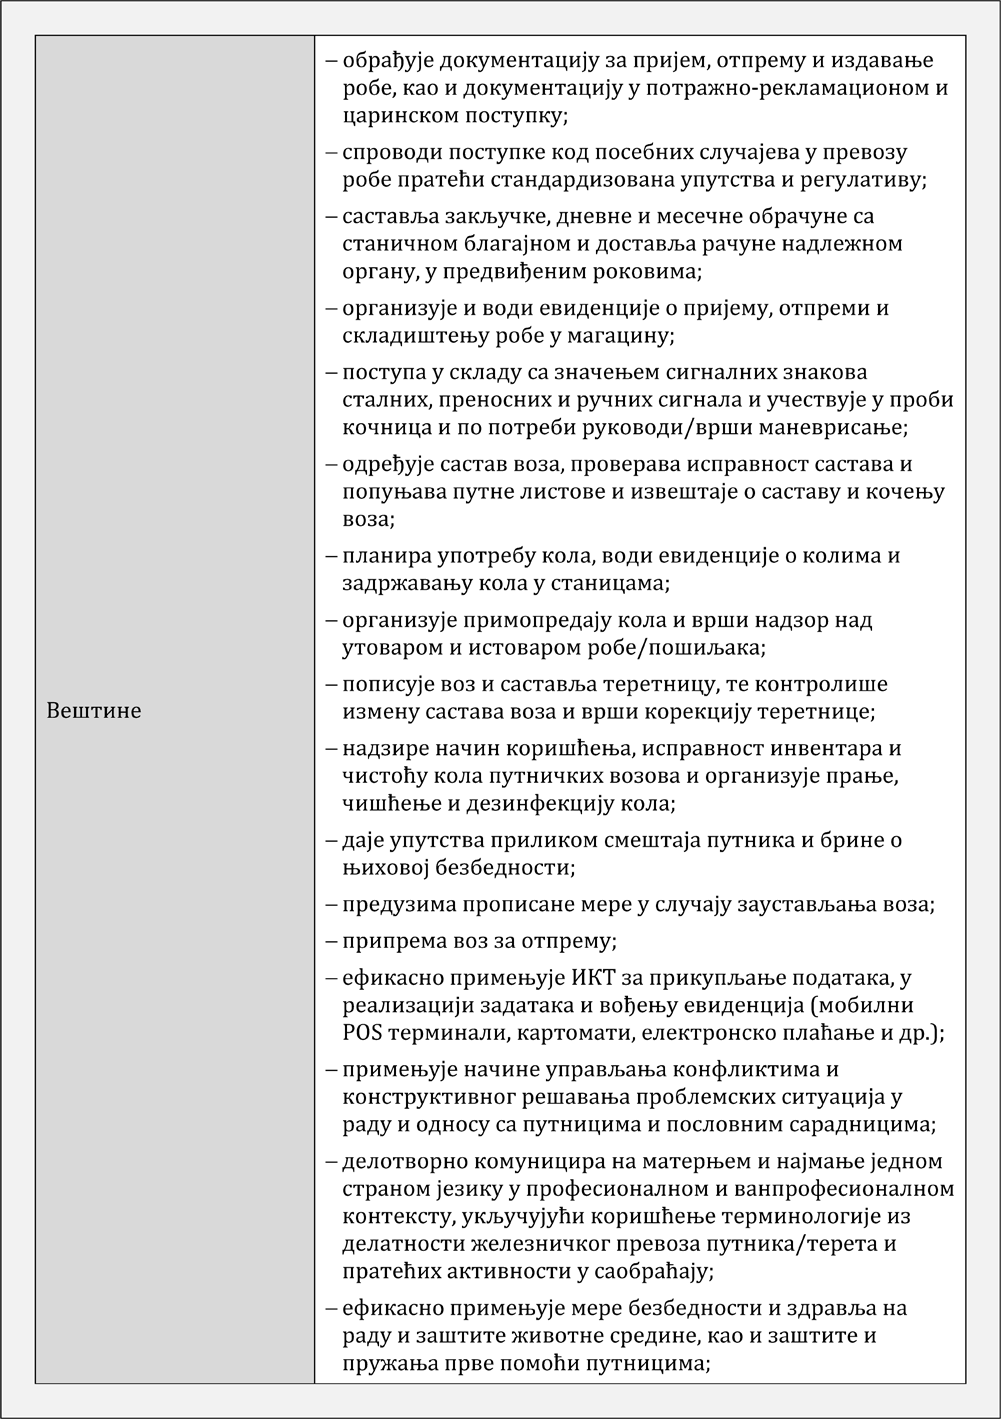 Вештине
– обрађује документацију за пријем, отпрему и издавање
робе, као и документацију у потражно-рекламационом и
царинском поступку;
– спроводи поступке код посебних случајева у превозу
робе пратећи стандардизована упутства и регулативу;
– саставља закључке, дневне и месечне обрачуне са
станичном благајном и доставља рачуне надлежном
органу, у предвиђеним роковима;
– организује и води евиденције о пријему, отпреми и
складиштењу робе у магацину;
– поступа у складу са значењем сигналних знакова
сталних, преносних и ручних сигнала и учествује у проби
кочница и по потреби руководи/врши маневрисање;
– одређује састав воза, проверава исправност састава и
попуњава путне листове и извештаје о саставу и кочењу
воза;
– планира употребу кола, води евиденције о колима и
задржавању кола у станицама;
– организује примопредају кола и врши надзор над
утоваром и истоваром робе/пошиљака;
– пописује воз и саставља теретницу, те контролише
измену састава воза и врши корекцију теретнице;
– надзире начин коришћења, исправност инвентара и
чистоћу кола путничких возова и организује прање,
чишћење и дезинфекцију кола;
– даје упутства приликом смештаја путника и брине о
њиховој безбедности;
– предузима прописане мере у случају заустављања воза;
– припрема воз за отпрему;
– ефикасно примењује ИКТ за прикупљање података, у
реализацији задатака и вођењу евиденција (мобилни
POS терминали, картомати, електронско плаћање и др.);
– примењује начине управљања конфликтима и
конструктивног решавања проблемских ситуација у
раду и односу са путницима и пословним сарадницима;
– делотворно комуницира на матерњем и најмање једном
страном језику у професионалном и ванпрофесионалном
контексту, укључујући коришћење терминологије из
делатности железничког превоза путника/терета и
пратећих активности у саобраћају;
– ефикасно примењује мере безбедности и здравља на
раду и заштите животне средине, као и заштите и
пружања прве помоћи путницима;